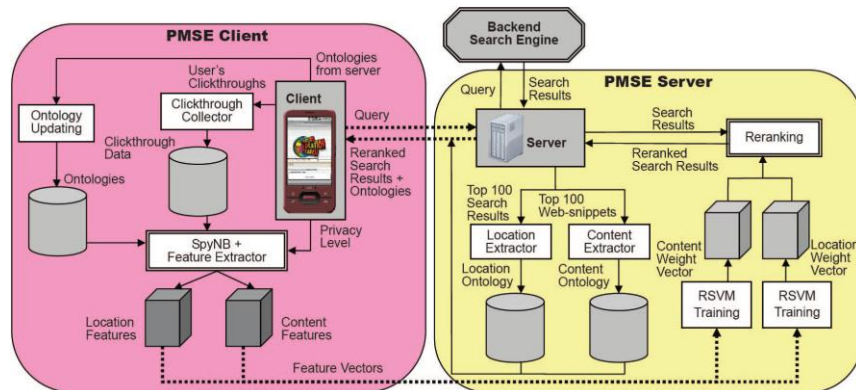 PMSE Client
Ontologies
from server
User's
Clickthroughs
Ontology
Updating
Clickthrough
Collector
Client
Clickthrough
Data
Ontologies
Query
Reranked
Search
Results +
Ontologies
Privacy
Level
SpyNB +
Feature Extractor
Location
Features
Content
Features
Feature Vectors
Backend
Search Engine
Query
Search
Results
PMSE Server
Server
Search
Results
Reranked
Search Results
Reranking
Top 100
Search
Results
Top 100
Web-snippets
Location
Extractor
Content
Extractor
Location
Ontology
Content
Ontology
Content
Weight
Vector
Location
Weight
Vector
RSVM
Training
RSVM
Training